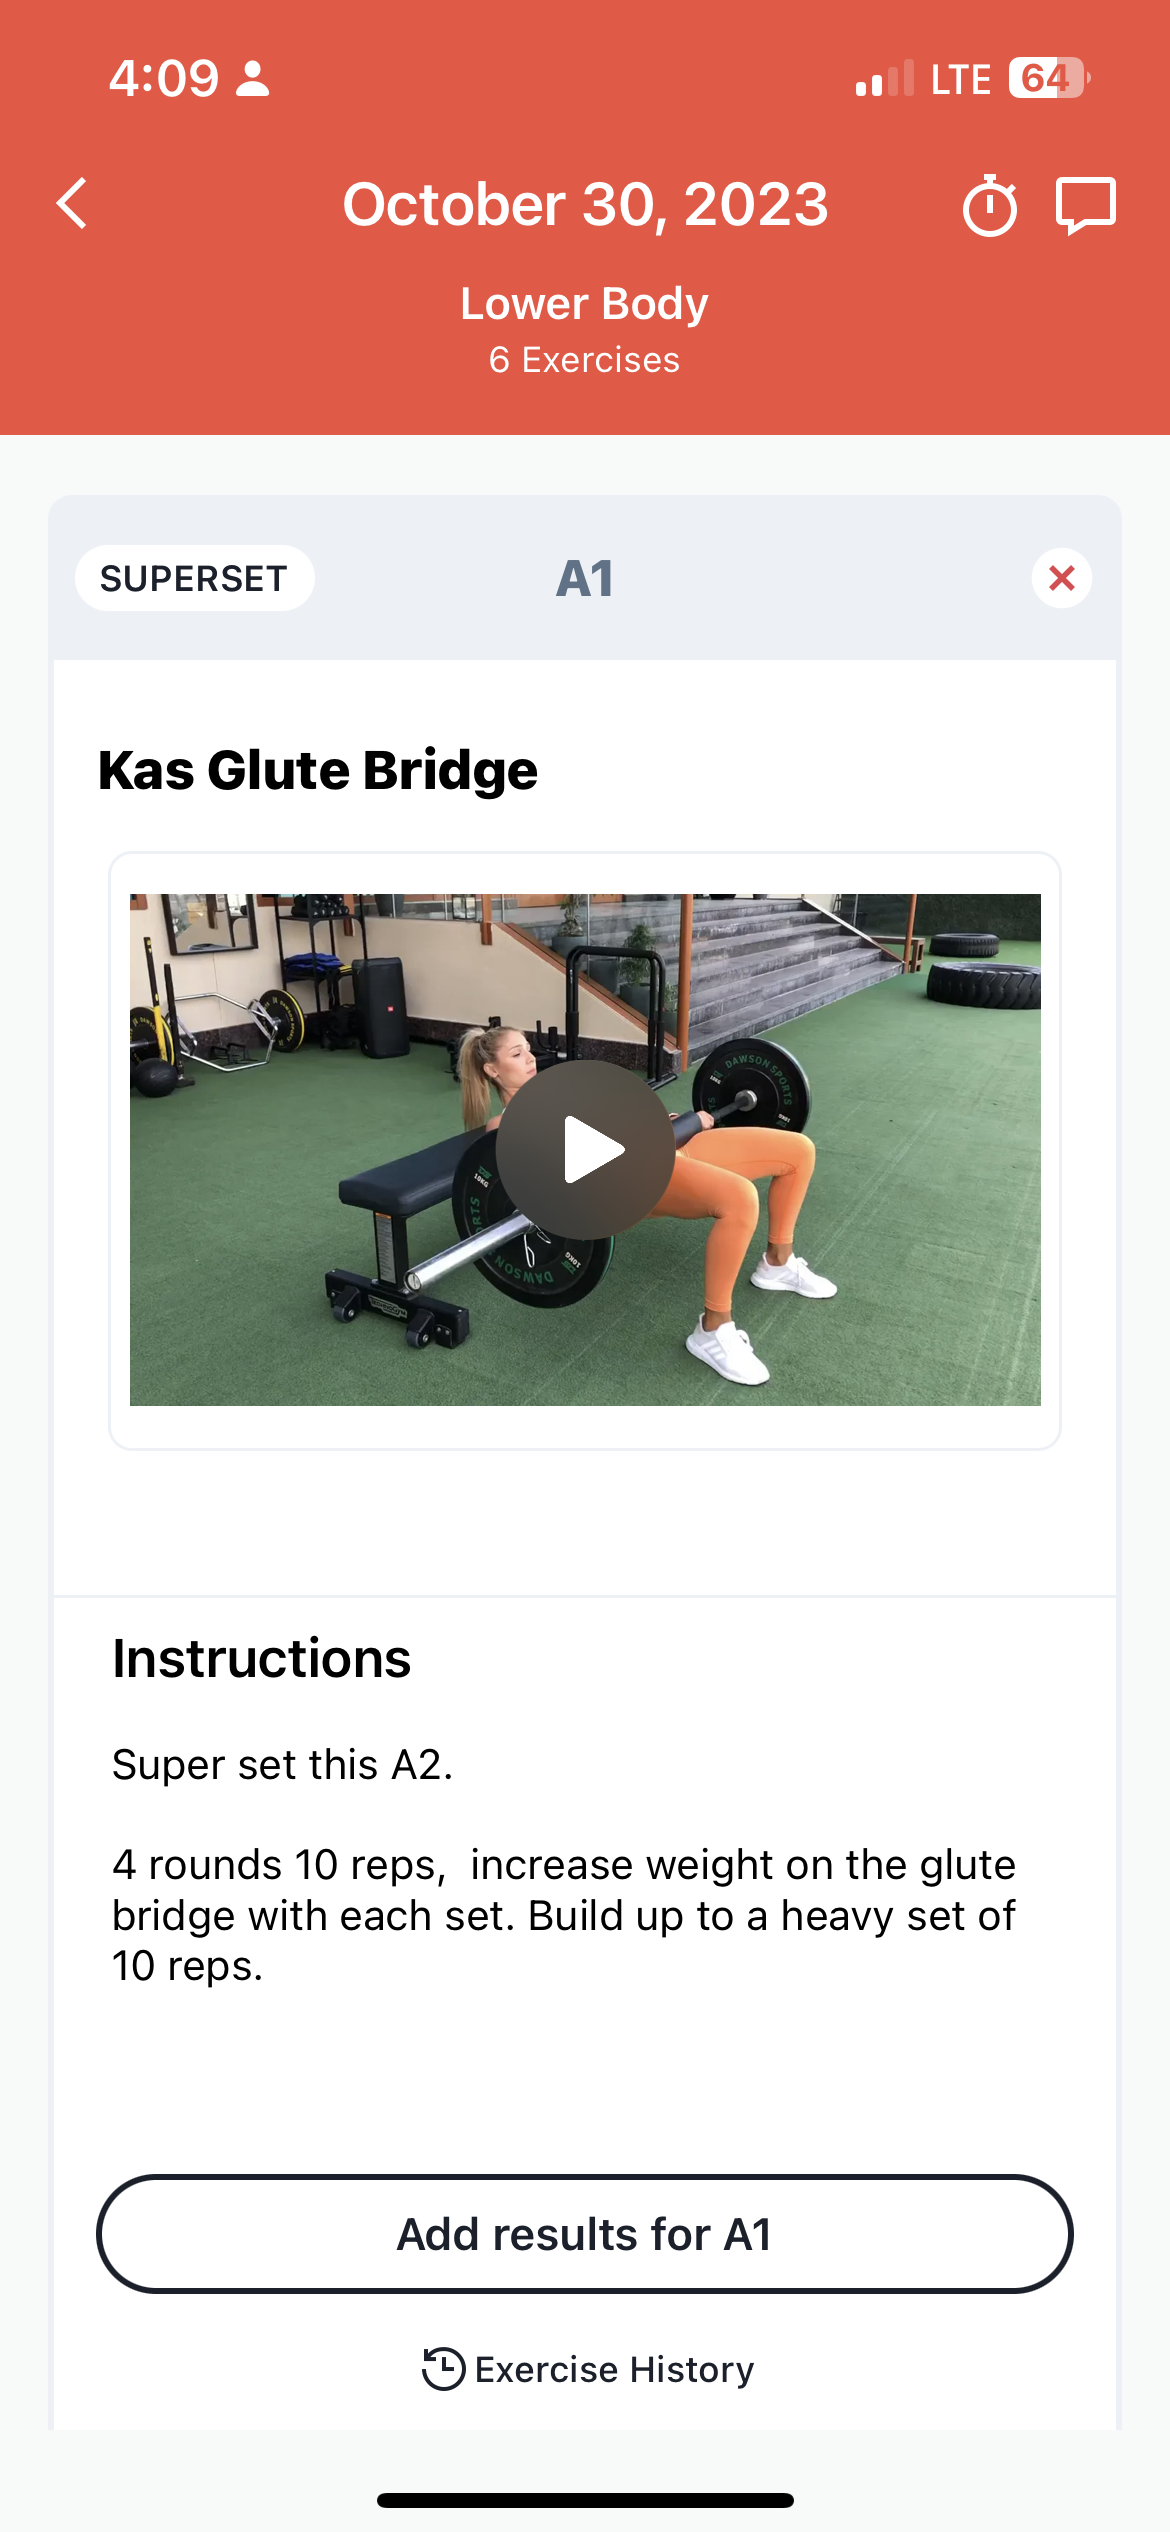 4:09
LTE 64
October 30, 2023
Lower Body
6 Exercises
SUPERSET
A1
Kas Glute Bridge
DAWSON SPORTS
10KG
10KG
DAWSON
10KG
Instructions
Super set this A2.
4 rounds 10 reps,  increase weight on the glute
bridge with each set. Build up to a heavy set of
10 reps.
Add results for A1
Exercise History